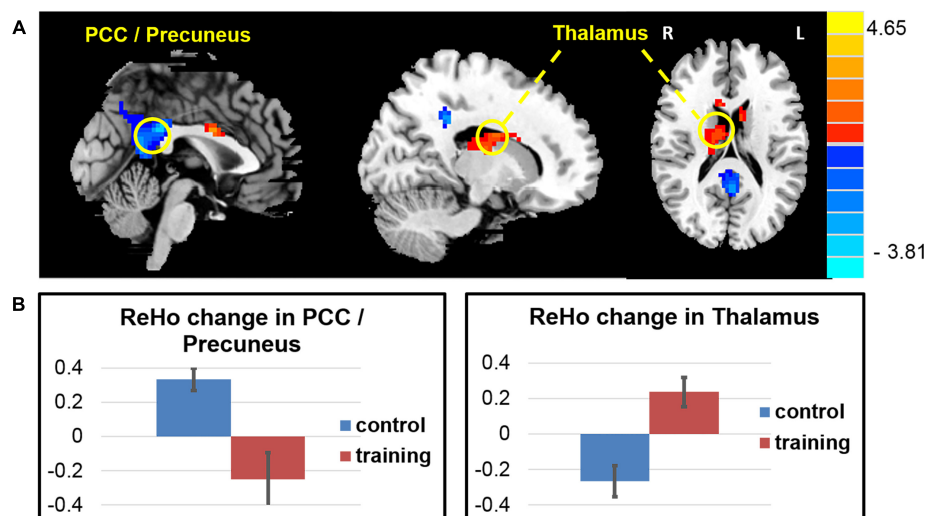 A
PCC / Precuneus
Thalamus
R
L
4.65
- 3.81
B
ReHo change in PCC /
Precuneus
0.4
0.2
0
-0.2
-0.4
control
training
ReHo change in Thalamus
0.4
0.2
0
-0.2
-0.4
control
training